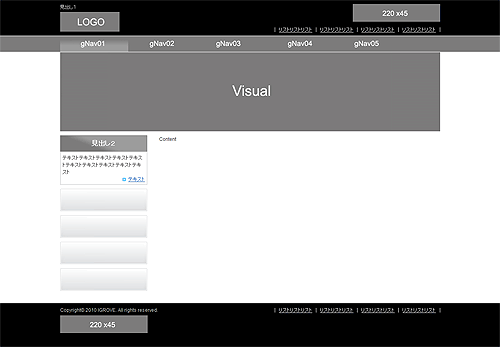 見出し1
LOGO
220 x45
| リストリストリスト | リストリストリスト | リストリストリスト | リストリストリスト |
gNav01 gNav02 gNav03 gNav04 gNav05
Visual
見出し2
Content
テキストテキストテキストテキストテキス
トテキストテキストテキストテキストテキ
スト
テキスト
Copyright© 2010 IGROVE. All rights reserved.
| リストリストリスト | リストリストリスト | リストリストリスト | リストリストリスト |
220 x45